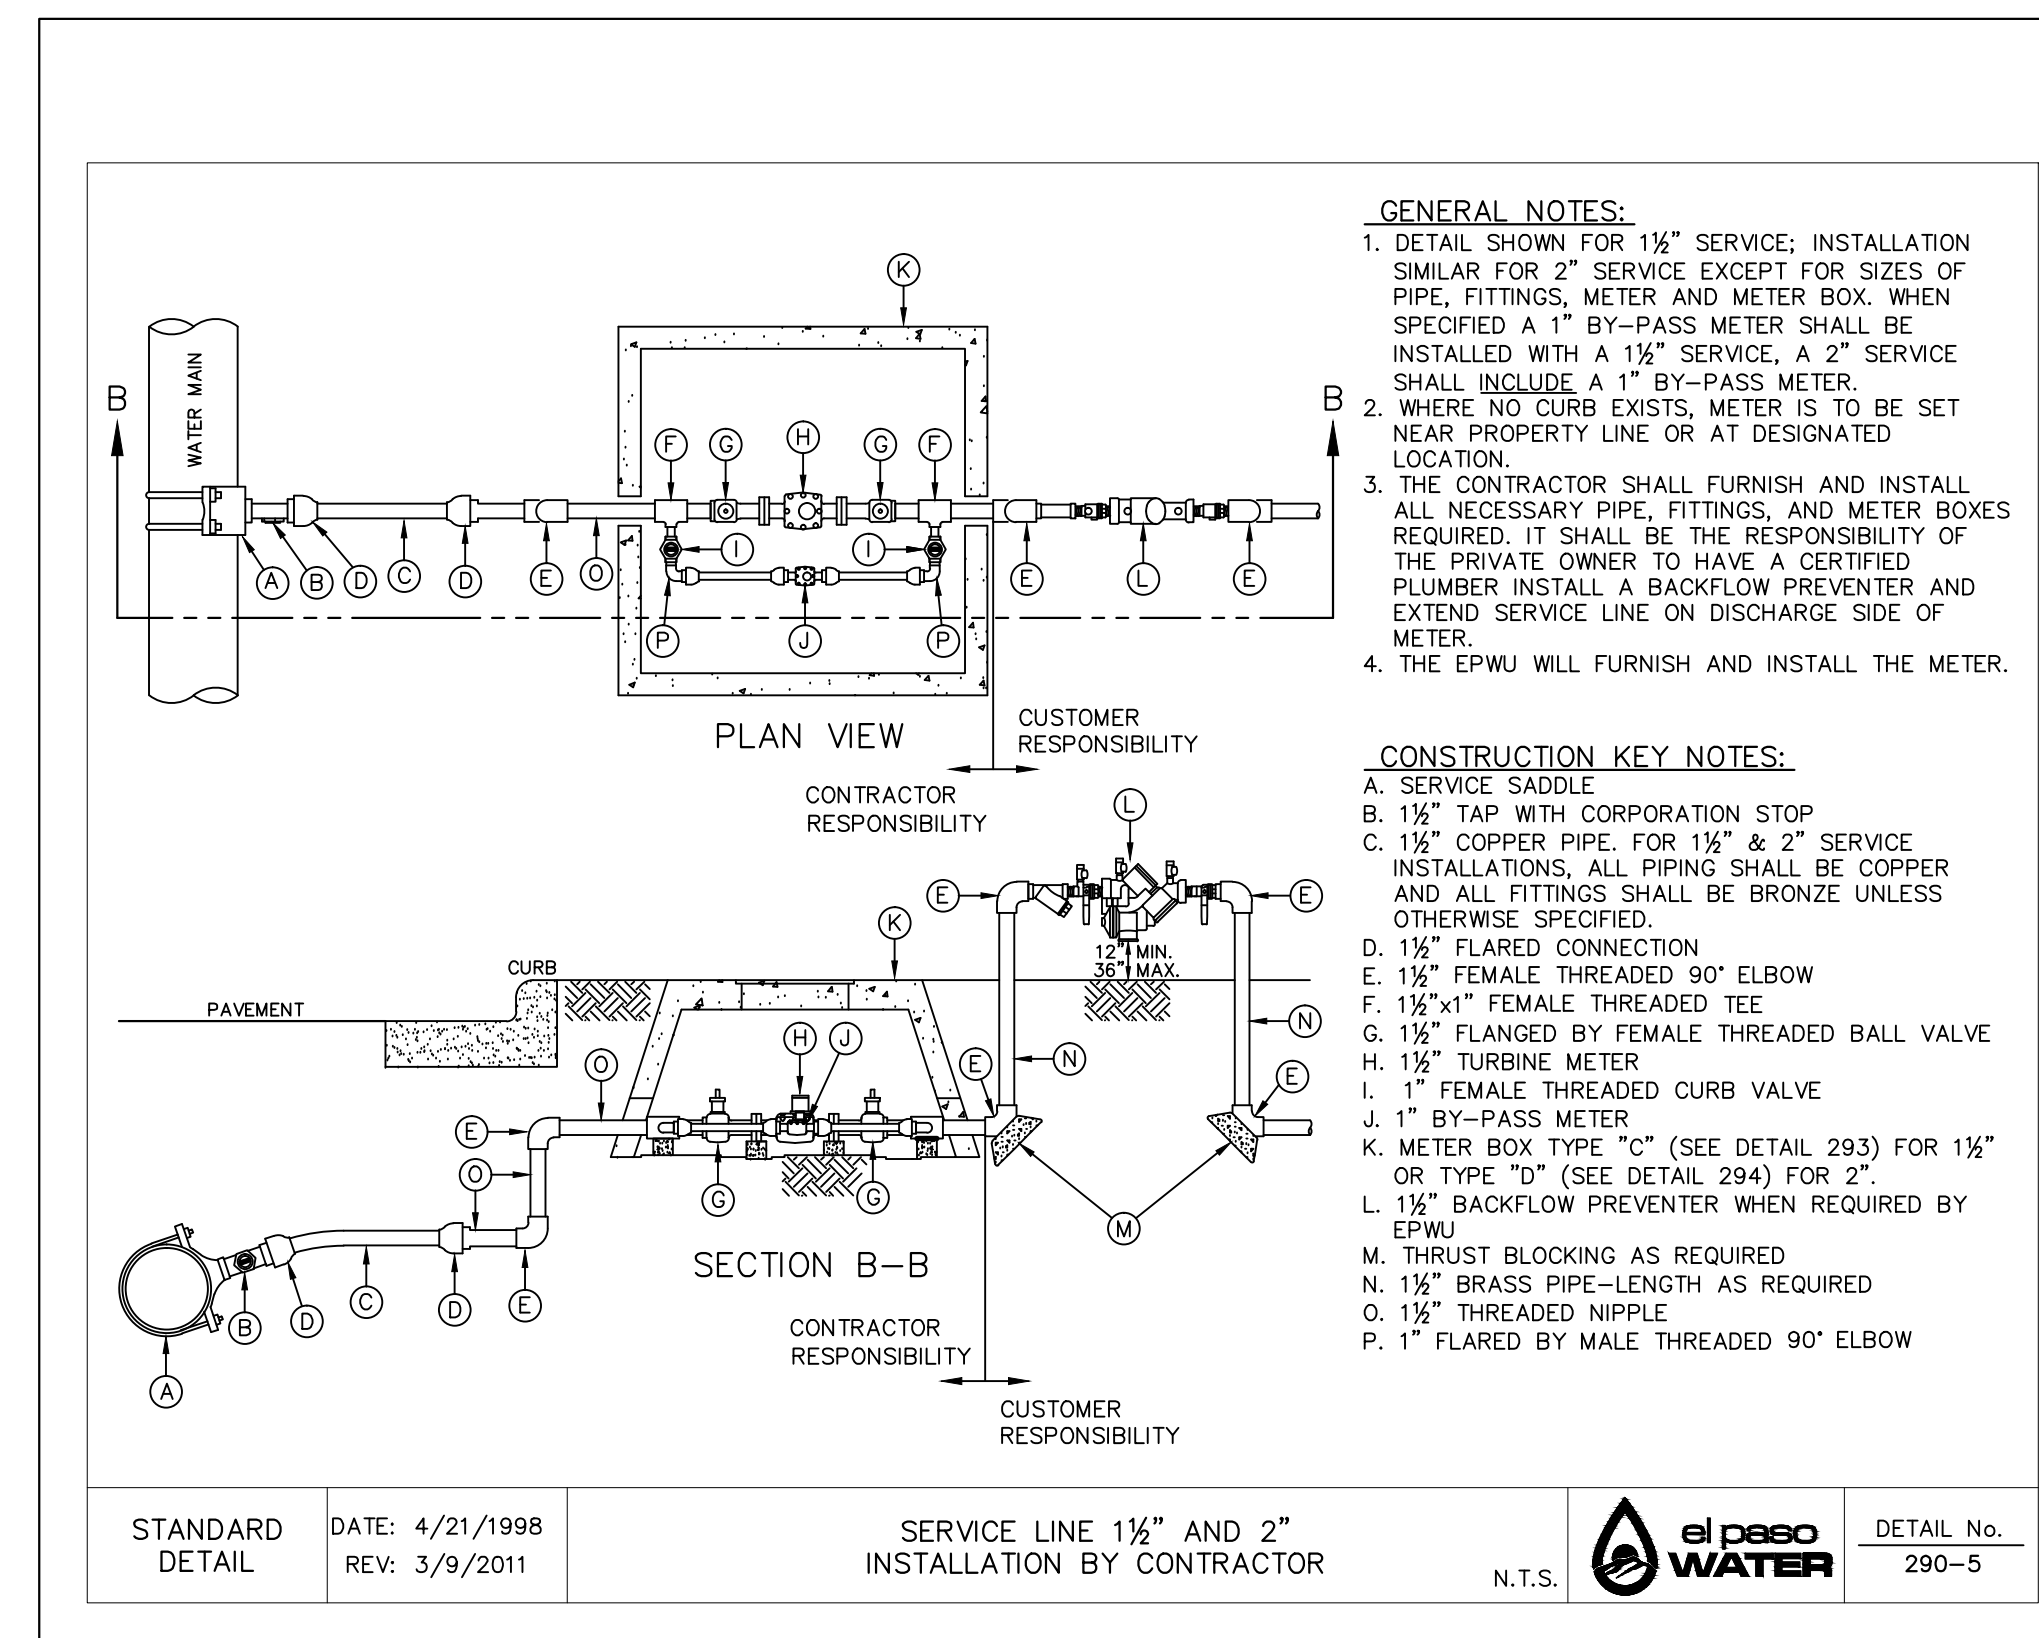 GENERAL NOTES:
1. DETAIL SHOWN FOR 1½" SERVICE; INSTALLATION
SIMILAR FOR 2" SERVICE EXCEPT FOR SIZES OF
PIPE, FITTINGS, METER AND METER BOX. WHEN
SPECIFIED A 1" BY-PASS METER SHALL BE
INSTALLED WITH A 1½" SERVICE, A 2" SERVICE
SHALL INCLUDE A 1" BY-PASS METER.
2. WHERE NO CURB EXISTS, METER IS TO BE SET
NEAR PROPERTY LINE OR AT DESIGNATED
LOCATION.
3. THE CONTRACTOR SHALL FURNISH AND INSTALL
ALL NECESSARY PIPE, FITTINGS, AND METER BOXES
REQUIRED. IT SHALL BE THE RESPONSIBILITY OF
THE PRIVATE OWNER TO HAVE A CERTIFIED
PLUMBER INSTALL A BACKFLOW PREVENTER AND
EXTEND SERVICE LINE ON DISCHARGE SIDE OF
METER.
4. THE EPWU WILL FURNISH AND INSTALL THE METER.
CONSTRUCTION KEY NOTES:
A. SERVICE SADDLE
B. 1½" TAP WITH CORPORATION STOP
C. 1½" COPPER PIPE. FOR 1½" & 2" SERVICE
INSTALLATIONS, ALL PIPING SHALL BE COPPER
AND ALL FITTINGS SHALL BE BRONZE UNLESS
OTHERWISE SPECIFIED.
D. 1½" FLARED CONNECTION
E. 1½" FEMALE THREADED 90° ELBOW
F. 1½"x1" FEMALE THREADED TEE
G. 1½" FLANGED BY FEMALE THREADED BALL VALVE
H. 1½" TURBINE METER
I. 1" FEMALE THREADED CURB VALVE
J. 1" BY-PASS METER
K. METER BOX TYPE "C" (SEE DETAIL 293) FOR 1½"
OR TYPE "D" (SEE DETAIL 294) FOR 2".
L. 1½" BACKFLOW PREVENTER WHEN REQUIRED BY
EPWU
M. THRUST BLOCKING AS REQUIRED
N. 1½" BRASS PIPE-LENGTH AS REQUIRED
O. 1½" THREADED NIPPLE
P. 1" FLARED BY MALE THREADED 90° ELBOW
K
WATER MAIN
B
B
F G H G F
I I
A B D C D E O E L E
P J P
PLAN VIEW
CUSTOMER
RESPONSIBILITY
CONTRACTOR
RESPONSIBILITY
L
E E
K
12" MIN.
36" MAX.
CURB
PAVEMENT
N
H J
O E N E
E
O
G G
M
SECTION B-B
B D C D E
A
CONTRACTOR
RESPONSIBILITY
CUSTOMER
RESPONSIBILITY
STANDARD
DETAIL
DATE: 4/21/1998
REV: 3/9/2011
SERVICE LINE 1½" AND 2"
INSTALLATION BY CONTRACTOR
N.T.S.
el paso
WATER
DETAIL No.
290-5